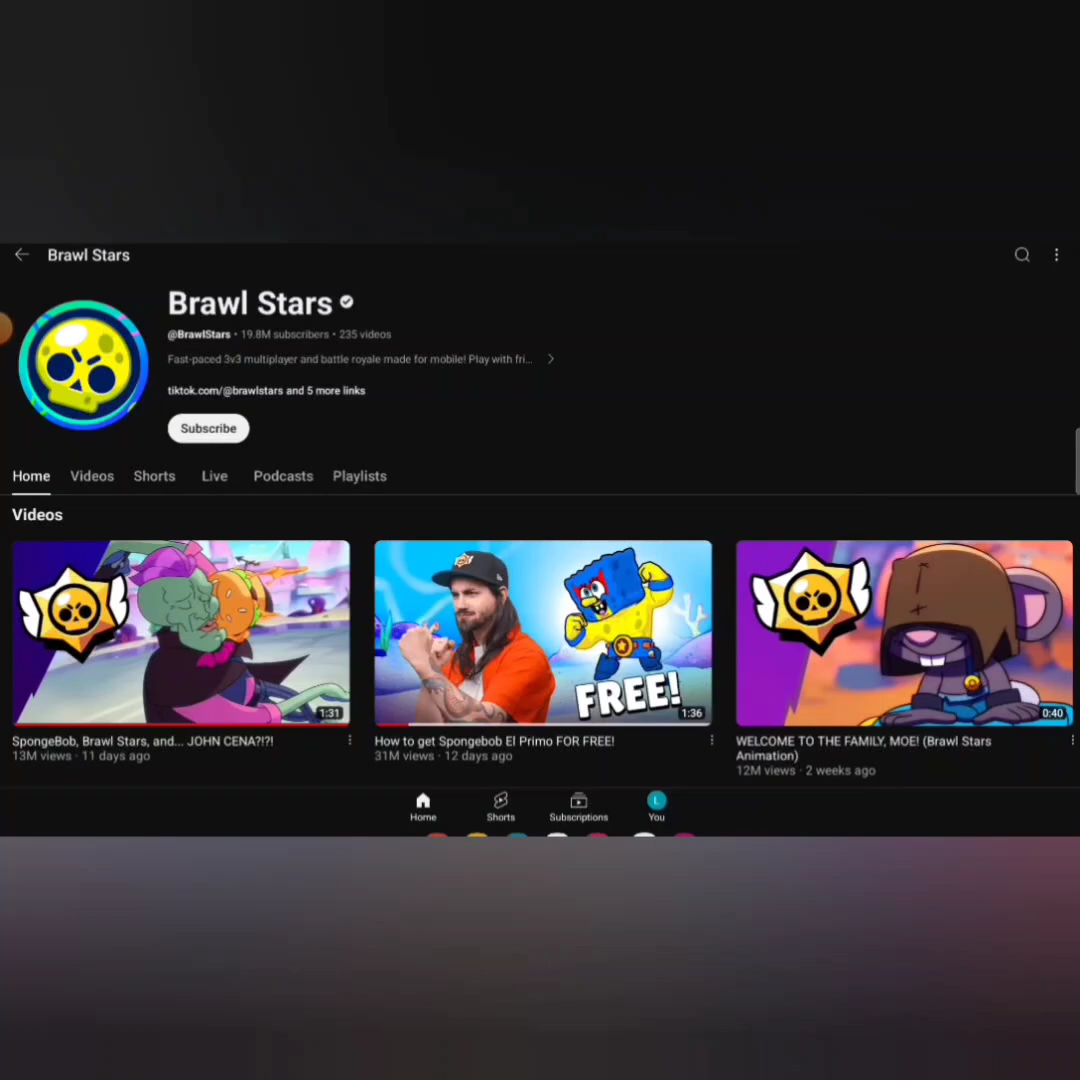 Brawl Stars
Brawl Stars
@BrawlStars • 19.8M subscribers • 235 videos
Fast-paced 3v3 multiplayer and battle royale made for mobile! Play with fri...
tiktok.com/@brawlstars and 5 more links
Subscribe
Home Videos Shorts Live Podcasts Playlists
Videos
FREE!
1:31 1:36 0:40
SpongeBob, Brawl Stars, and... JOHN CENA?!?!
13M views · 11 days ago
How to get Spongebob El Primo FOR FREE!
31M views · 12 days ago
WELCOME TO THE FAMILY, MOE! (Brawl Stars
Animation)
12M views · 2 weeks ago
L
Home Shorts Subscriptions You